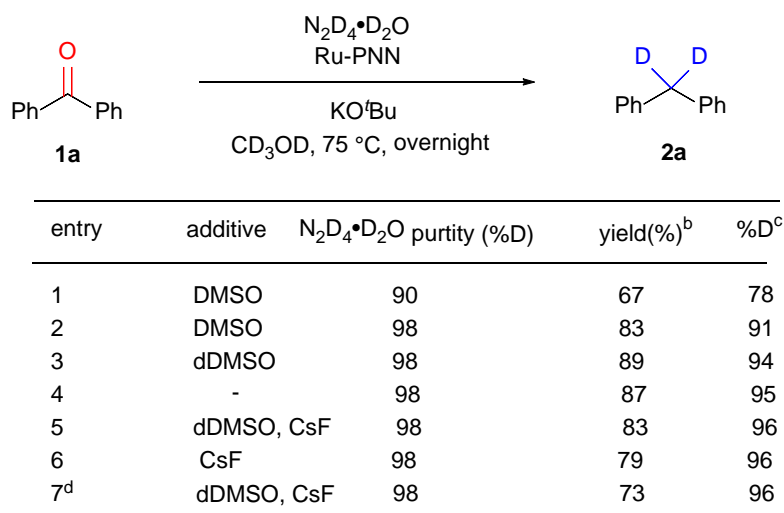 N2D4•D2O
Ru-PNN
O
D D
Ph Ph
KOtBu
Ph Ph
CD3OD, 75 °C, overnight
1a
2a
entry additive N2D4•D2O purtity (%D) yield(%)b %Dc
1 DMSO 90 67 78
2 DMSO 98 83 91
3 dDMSO 98 89 94
4 - 98 87 95
5 dDMSO, CsF 98 83 96
6 CsF 98 79 96
7d dDMSO, CsF 98 73 96